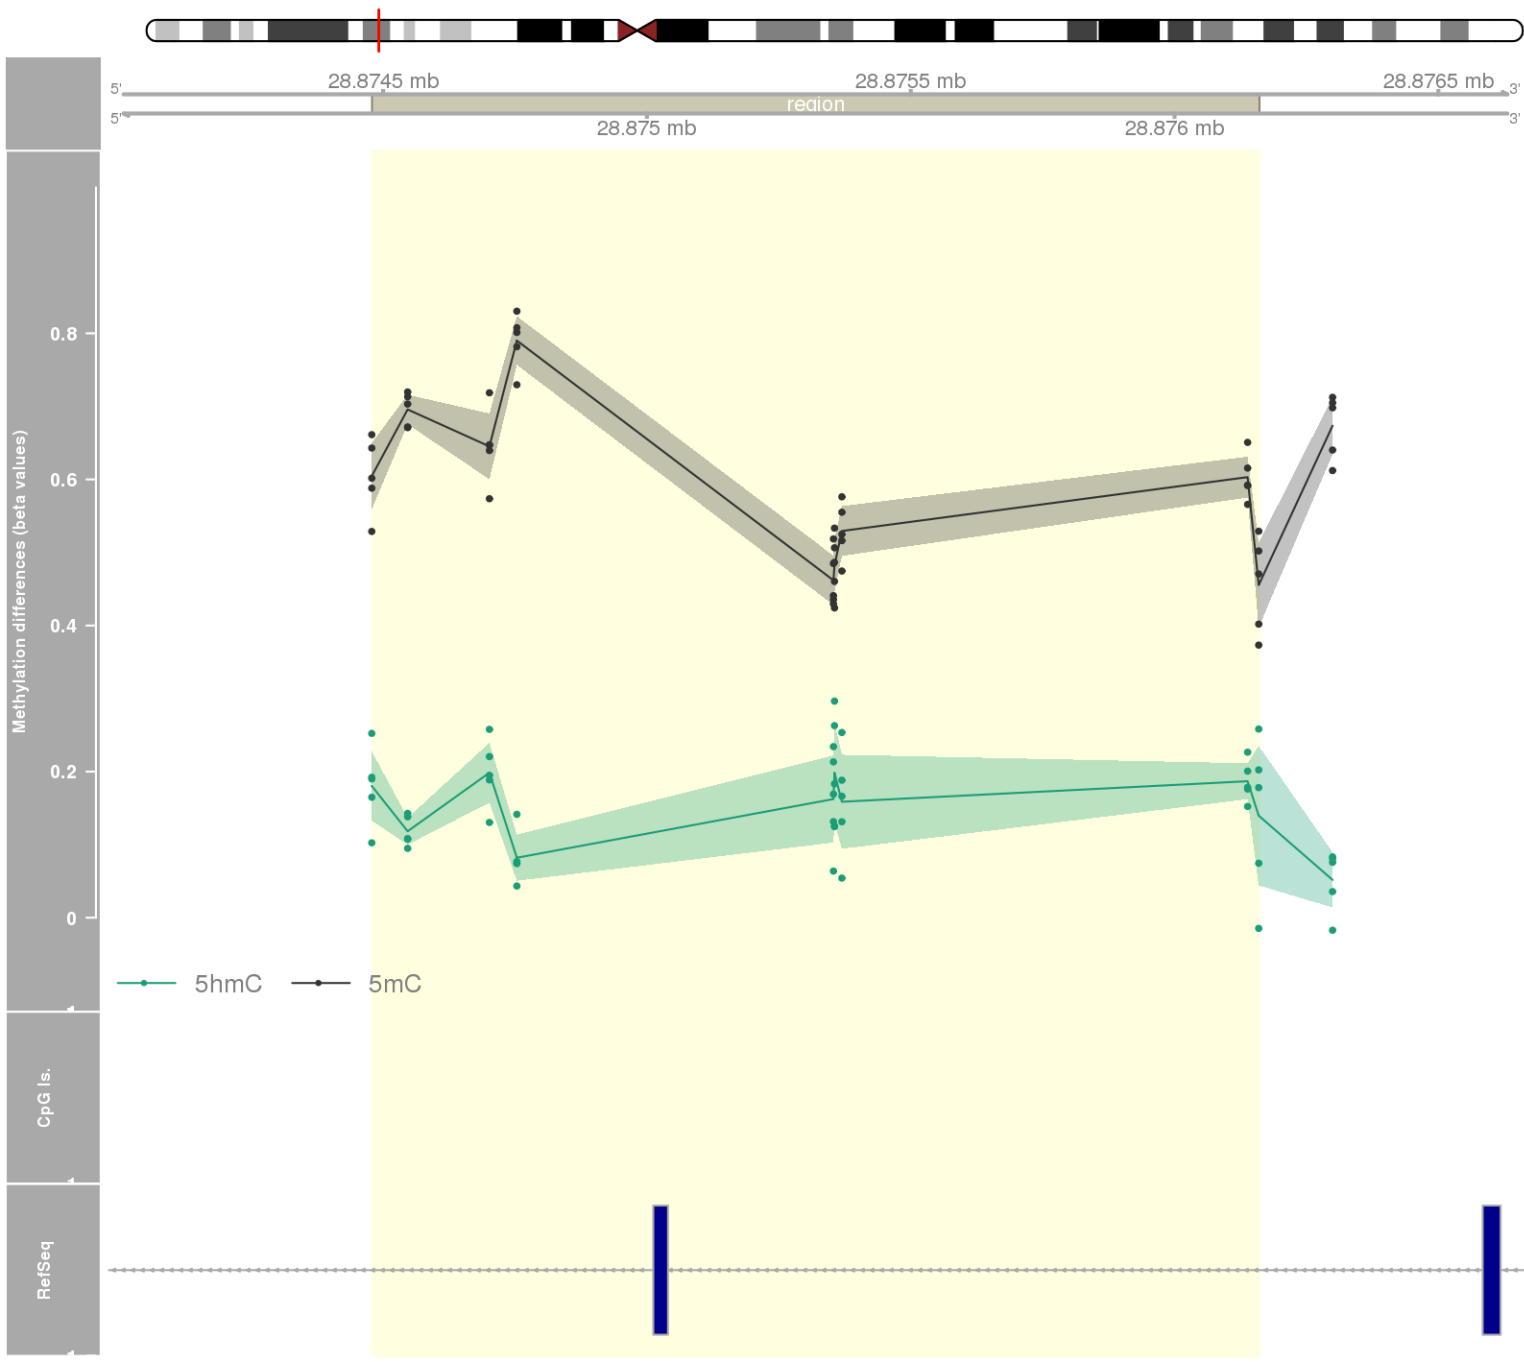 28.8745 mb
28.8755 mb
28.8765 mb
5'
3'
region
5'
3'
28.875 mb
28.876 mb
Methylation differences (beta values)
0.8
0.6
0.4
0.2
0
5hmC
5mC
CpG Is.
RefSeq